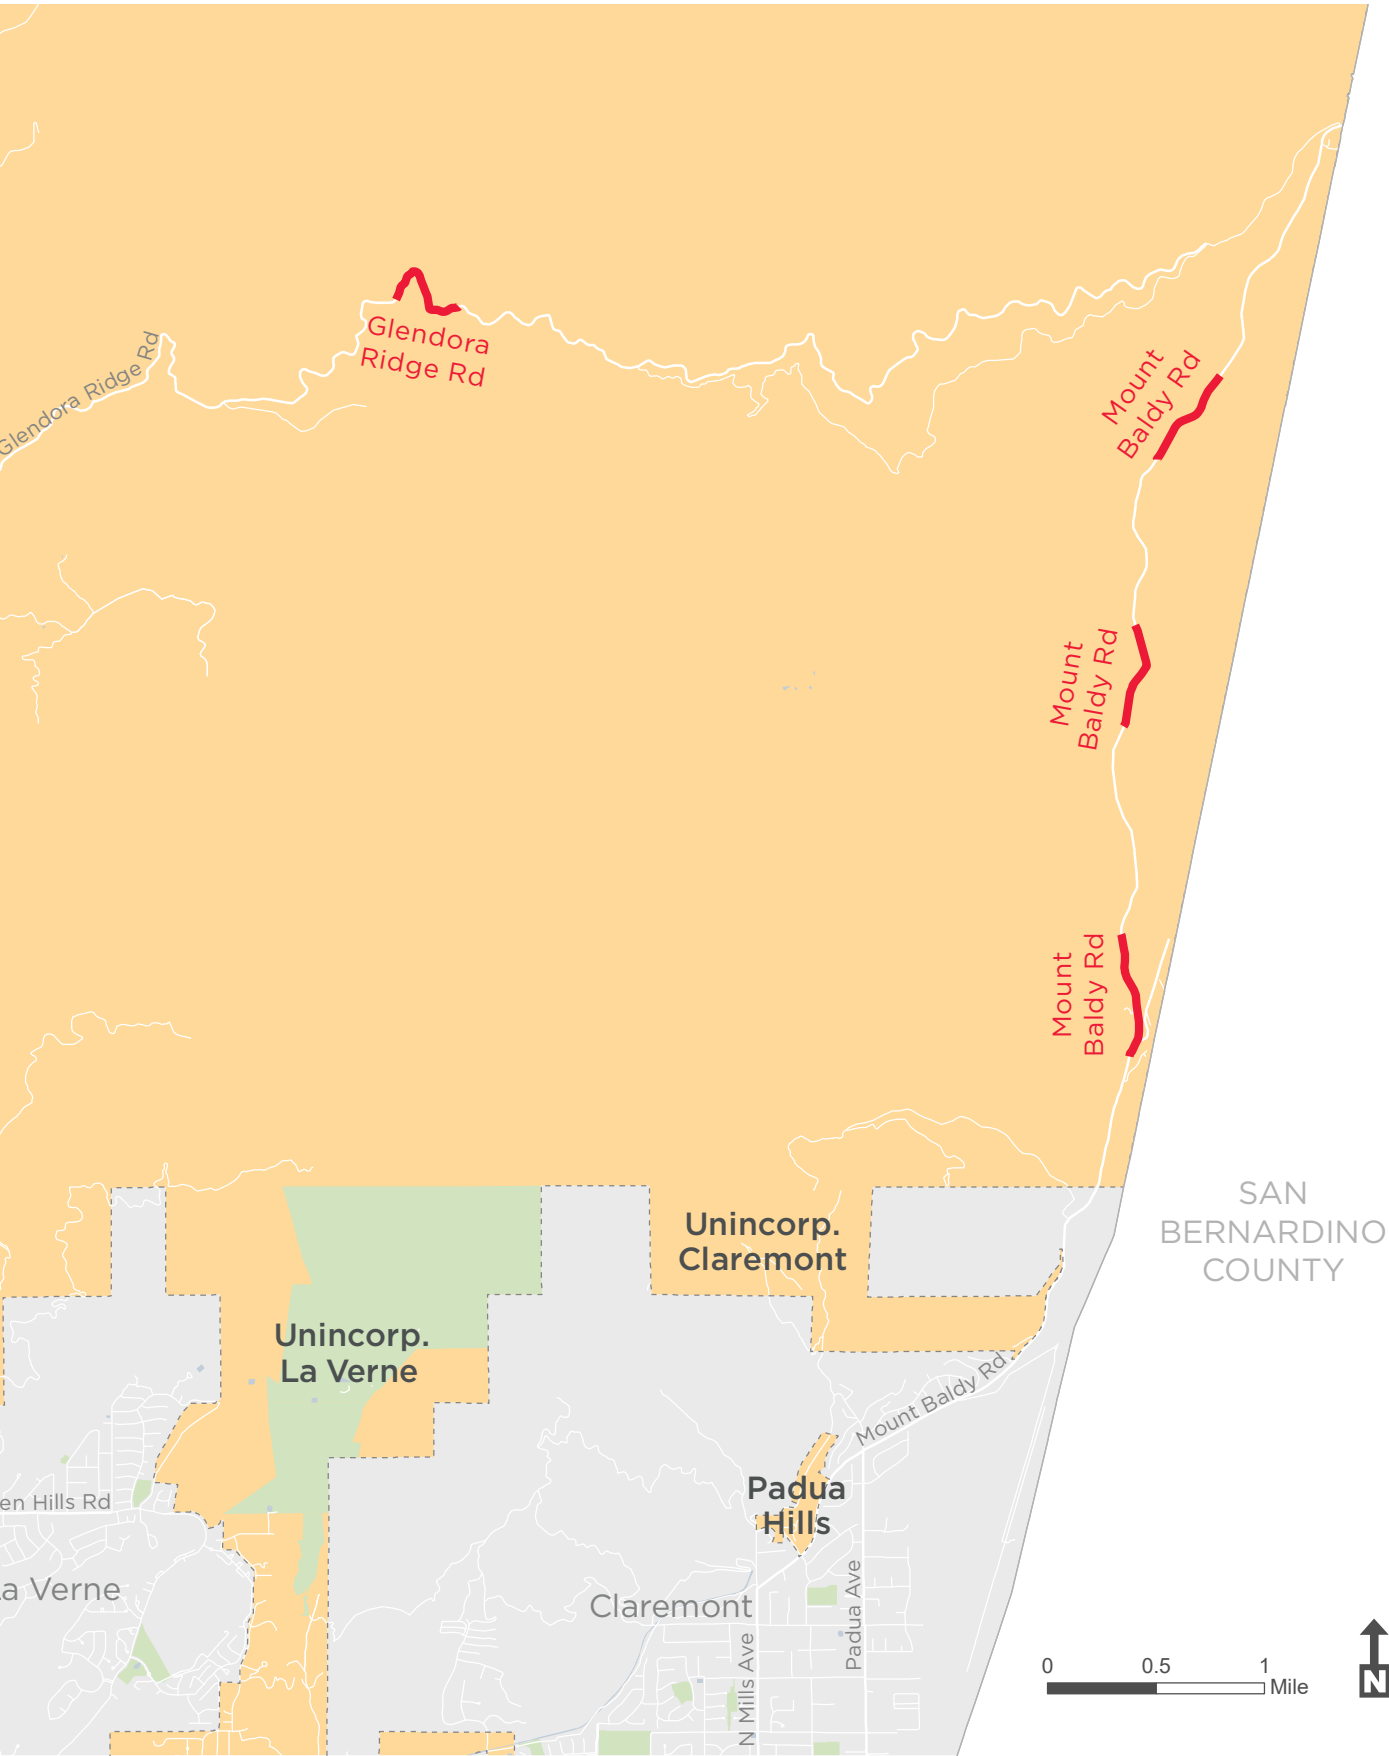 Glendora Ridge Rd
Glendora
Ridge Rd
Mount
Baldy Rd
Mount
Baldy Rd
Mount
Baldy Rd
SAN
BERNARDINO
COUNTY
Unincorp.
Claremont
Unincorp.
La Verne
Mount Baldy Rd
Padua
Hills
en Hills Rd
a Verne
Claremont
N Mills Ave
Padua Ave
0 0.5 1
Mile
N